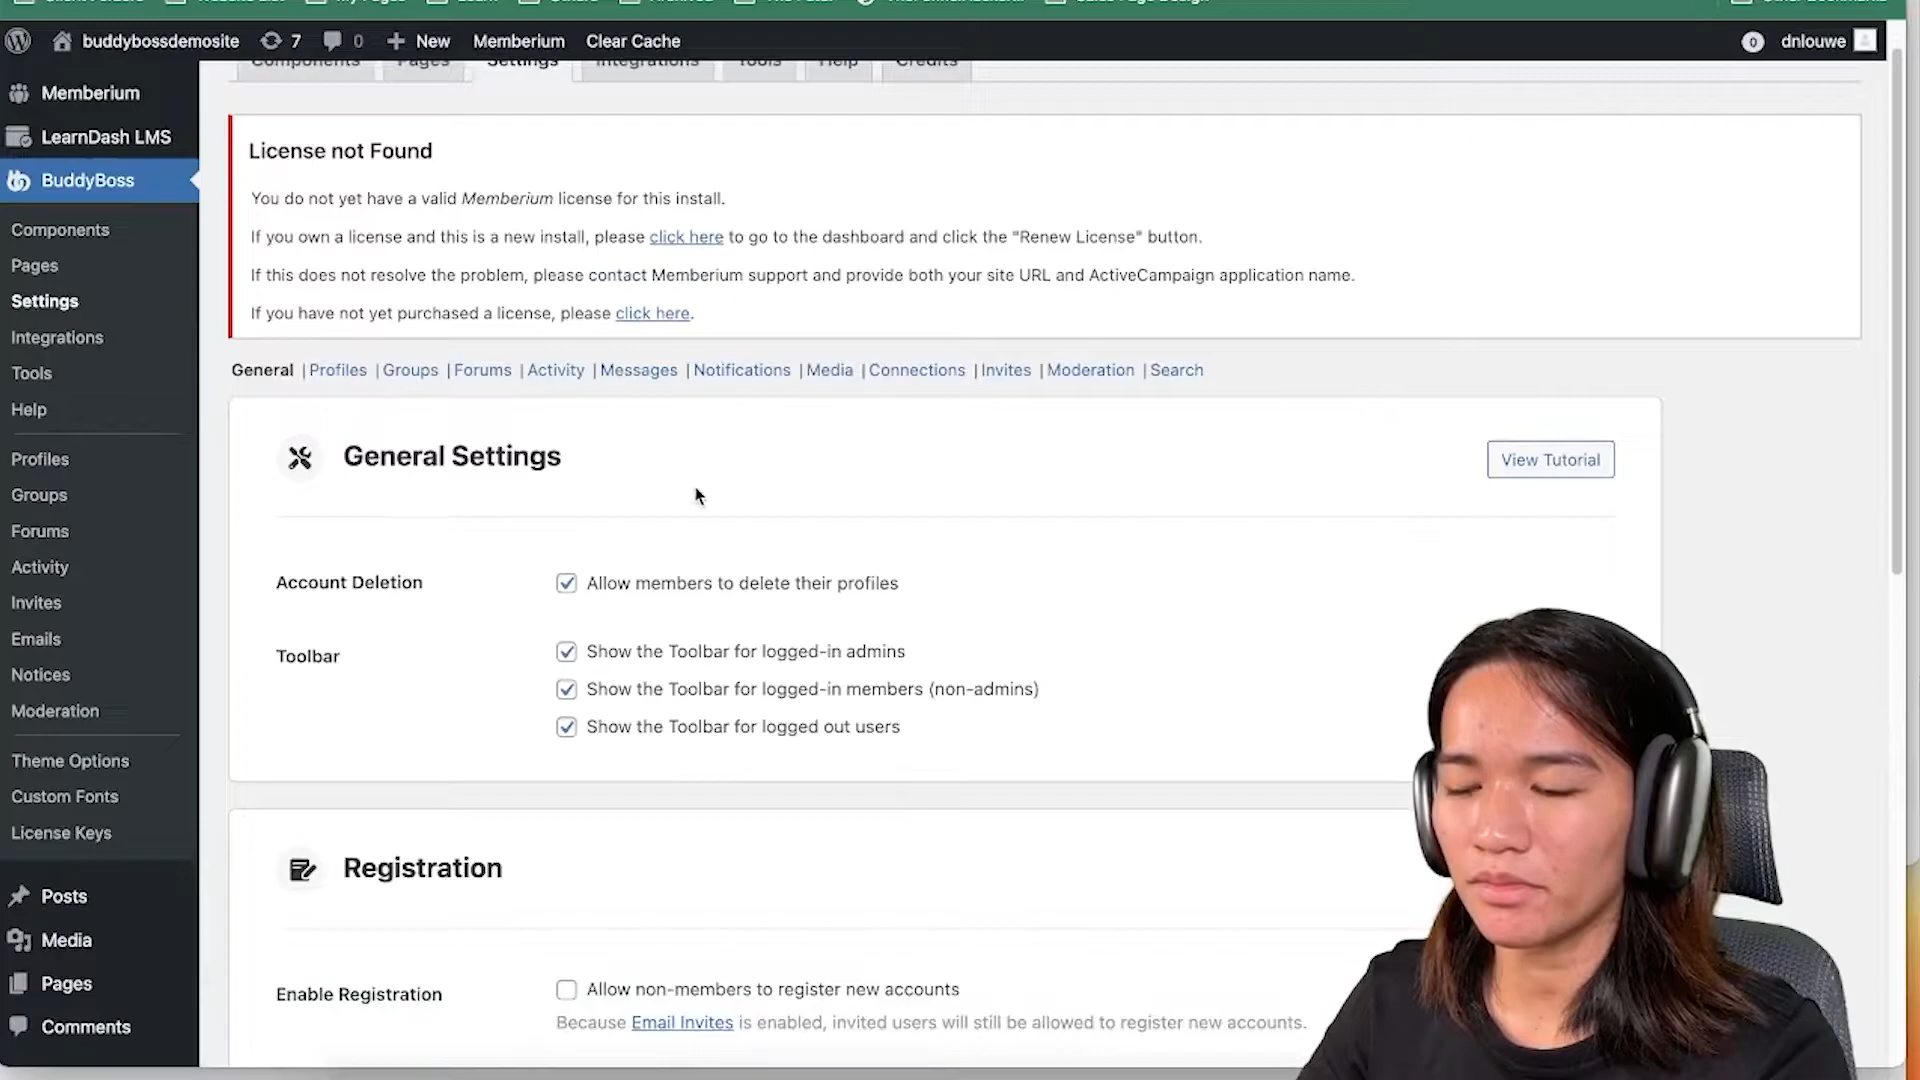 buddybossdemosite 7 0 New Memberium Clear Cache 0 dnlouwe
Components Pages Settings Integrations Tools Help Credits
Memberium
LearnDash LMS
BuddyBoss
Components
Pages
Settings
Integrations
Tools
Help
Profiles
Groups
Forums
Activity
Invites
Emails
Notices
Moderation
Theme Options
Custom Fonts
License Keys
Posts
Media
Pages
Comments
License not Found
You do not yet have a valid Memberium license for this install.
If you own a license and this is a new install, please click here to go to the dashboard and click the "Renew License" button.
If this does not resolve the problem, please contact Memberium support and provide both your site URL and ActiveCampaign application name.
If you have not yet purchased a license, please click here.
General | Profiles | Groups | Forums | Activity | Messages | Notifications | Media | Connections | Invites | Moderation | Search
General Settings
View Tutorial
Account Deletion
Allow members to delete their profiles
Toolbar
Show the Toolbar for logged-in admins
Show the Toolbar for logged-in members (non-admins)
Show the Toolbar for logged out users
Registration
Enable Registration
Allow non-members to register new accounts
Because Email Invites is enabled, invited users will still be allowed to register new accounts.